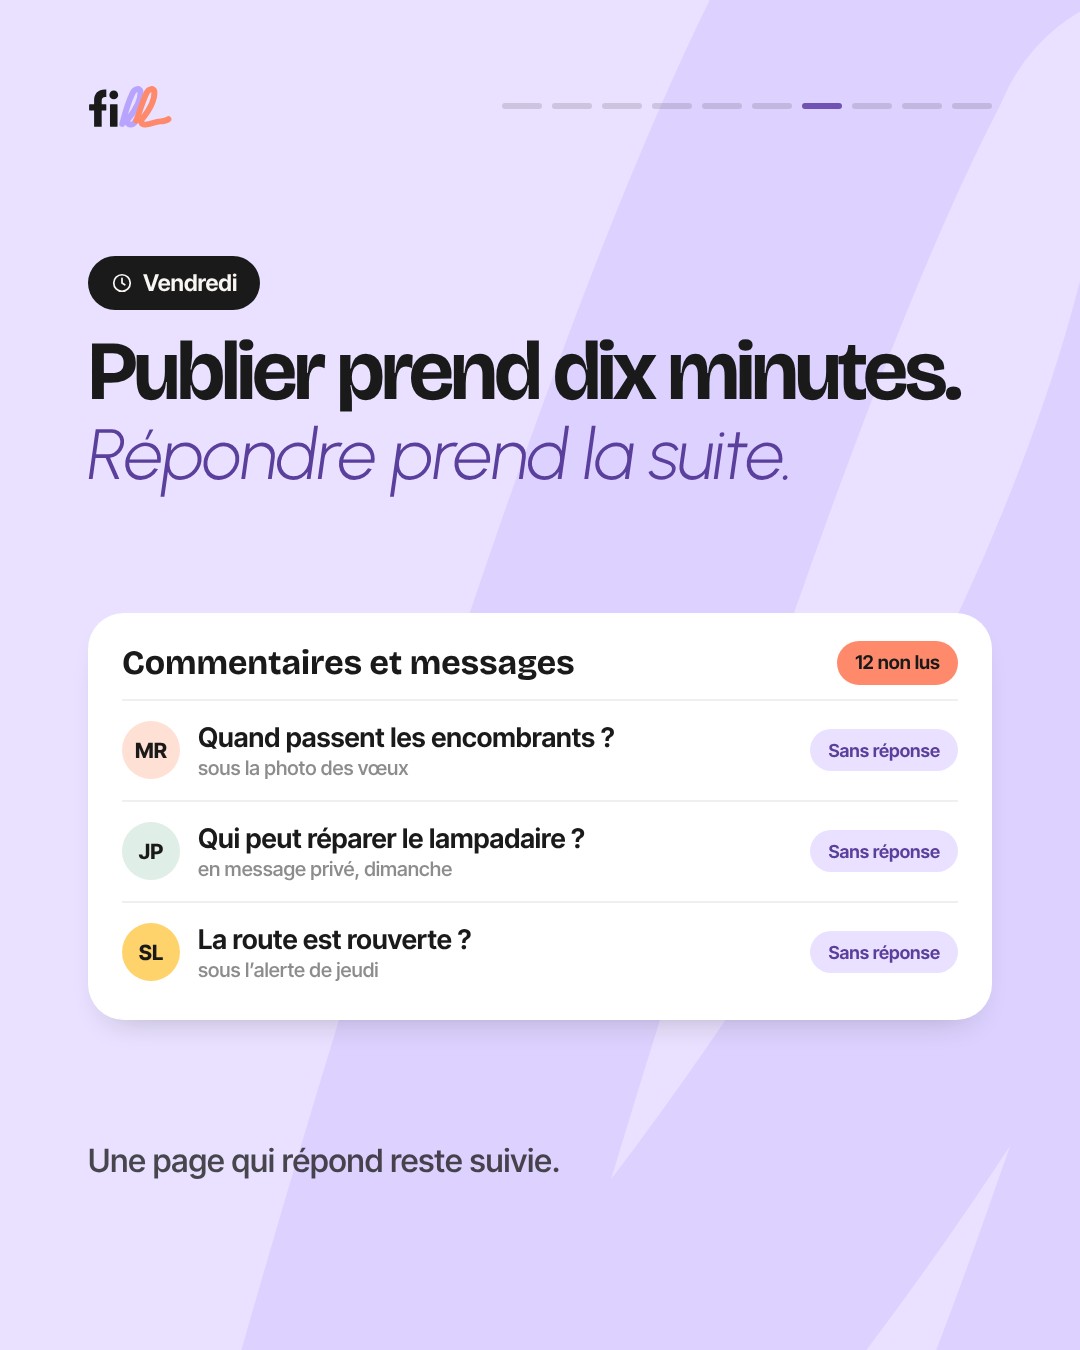 fill
Vendredi
Publier prend dix minutes.
Répondre prend la suite.
Commentaires et messages
12 non lus
MR
Quand passent les encombrants ?
sous la photo des vœux
Sans réponse
JP
Qui peut réparer le lampadaire ?
en message privé, dimanche
Sans réponse
SL
La route est rouverte ?
sous l’alerte de jeudi
Sans réponse
Une page qui répond reste suivie.